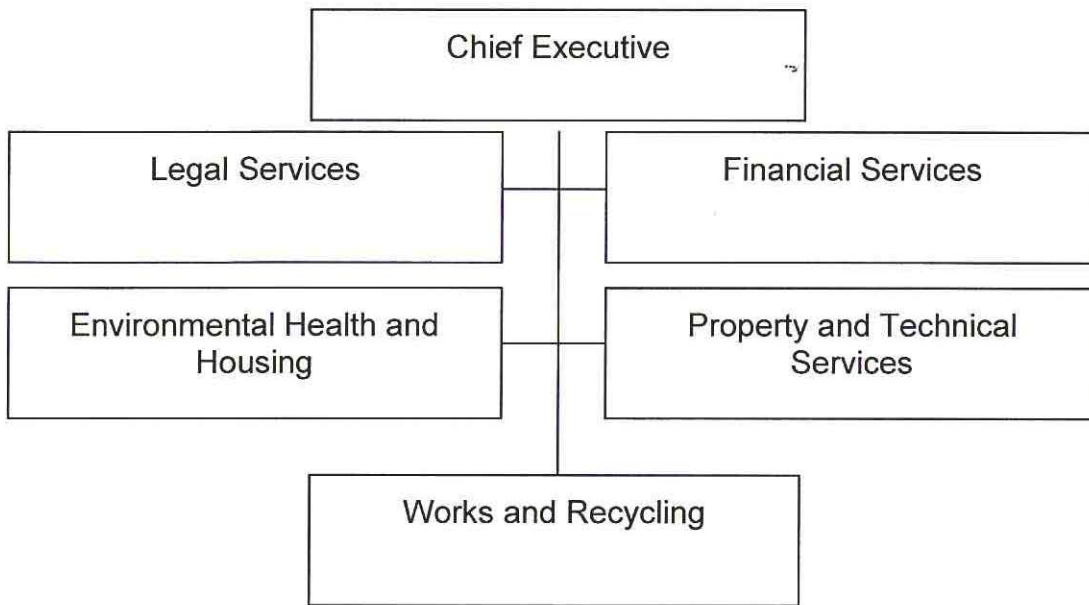 Chief Executive
Legal Services
Financial Services
Environmental Health and
Housing
Property and Technical
Services
Works and Recycling